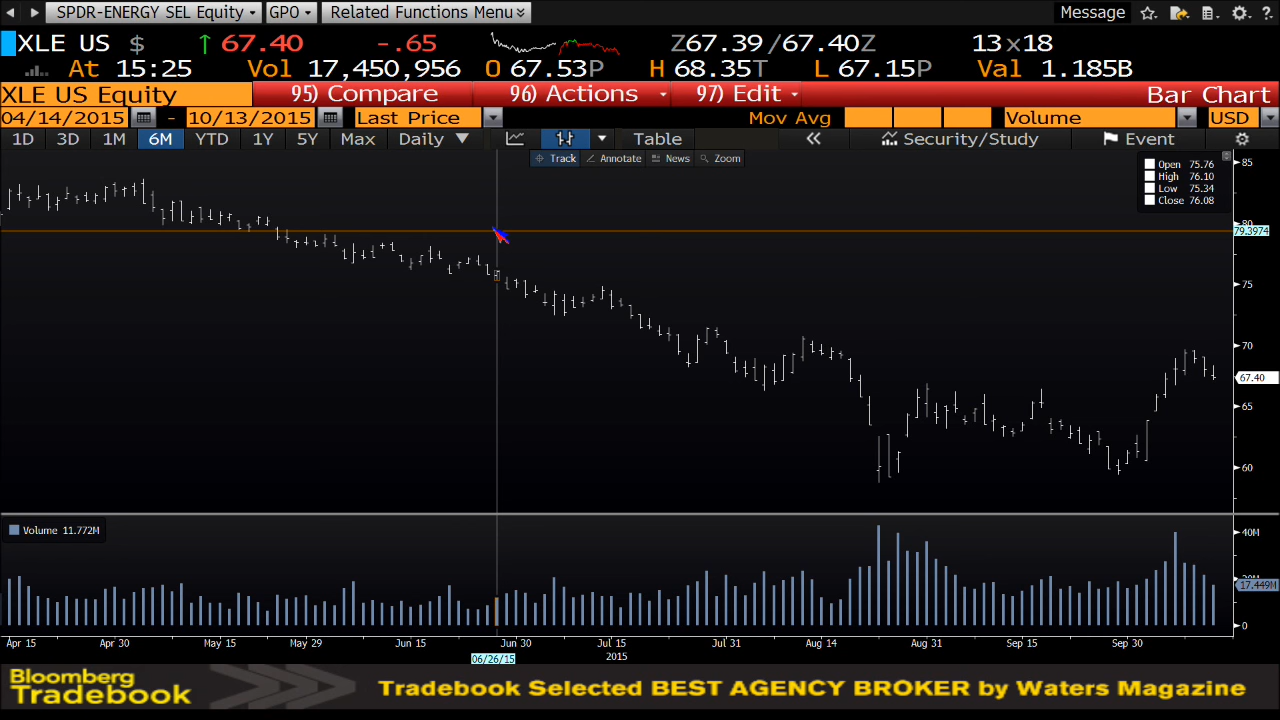 SPDR-ENERGY SEL Equity GPO Related Functions Menu Message
XLE US $ 67.40 -.65 Z67.39 /67.40Z 13x18
At 15:25 Vol 17,450,956 O 67.53P H 68.35T L 67.15P Val 1.185B
XLE US Equity 95) Compare 96) Actions 97) Edit Bar Chart
04/14/2015 - 10/13/2015 Last Price Mov Avg Volume USD
1D 3D 1M 6M YTD 1Y 5Y Max Daily Table Security/Study Event
Track Annotate News Zoom
Open 75.76
High 76.10
Low 75.34
Close 76.08
85
80
79.3974
75
70
67.40
65
60
Volume 11.772M
40M
20M
17.449M
0
Apr 15 Apr 30 May 15 May 29 Jun 15 Jun 30 Jul 15 Jul 31 Aug 14 Aug 31 Sep 15 Sep 30
06/26/15 2015
Bloomberg
Tradebook
Tradebook Selected BEST AGENCY BROKER by Waters Magazine